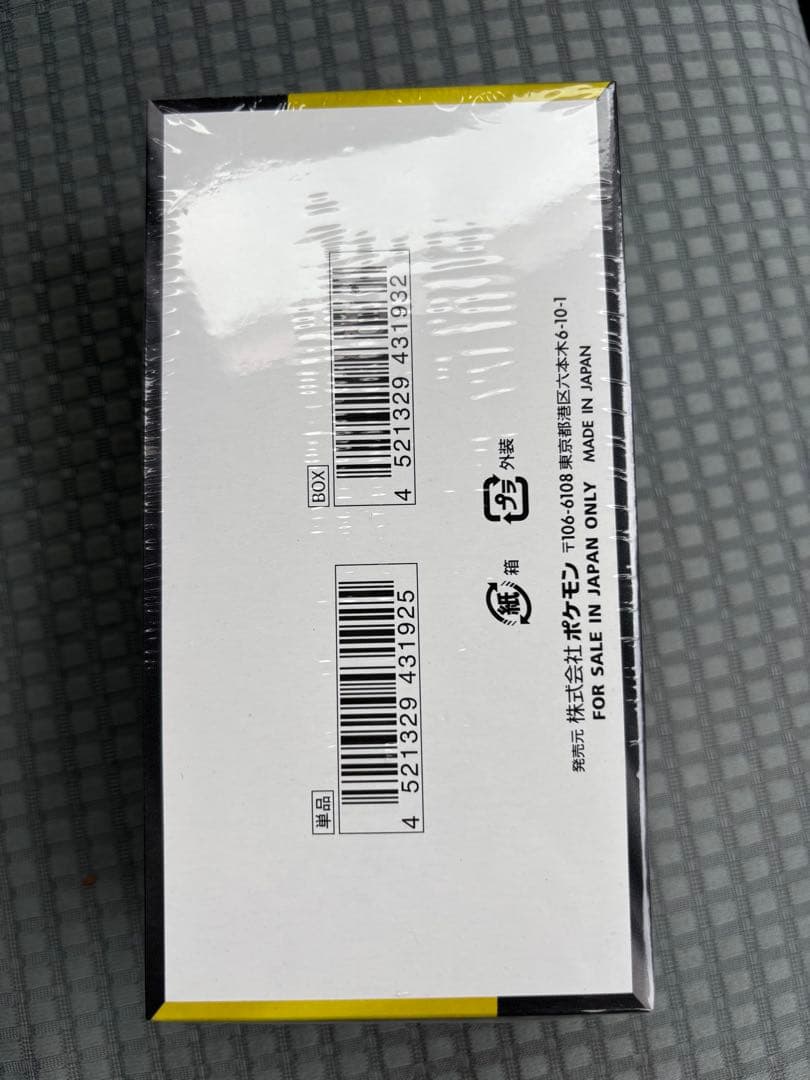 単品
4 521329 431925
BOX
4 521329 431932
紙 箱
プラ 外装
発売元 株式会社 ポケモン 〒106-6108 東京都港区六本木6-10-1
FOR SALE IN JAPAN ONLY MADE IN JAPAN